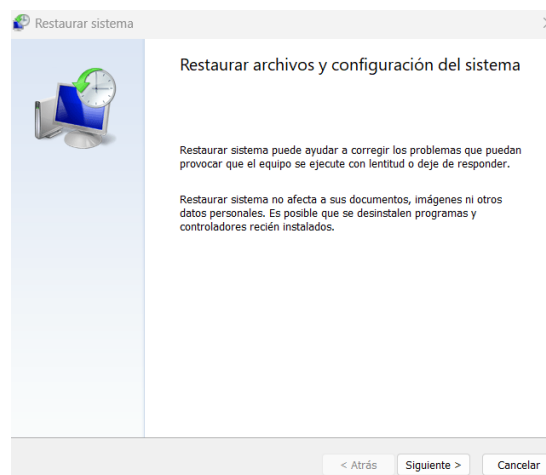 Restaurar sistema
Restaurar archivos y configuración del sistema
Restaurar sistema puede ayudar a corregir los problemas que puedan
provocar que el equipo se ejecute con lentitud o deje de responder.
Restaurar sistema no afecta a sus documentos, imágenes ni otros
datos personales. Es posible que se desinstalen programas y
controladores recién instalados.
< Atrás
Siguiente >
Cancelar